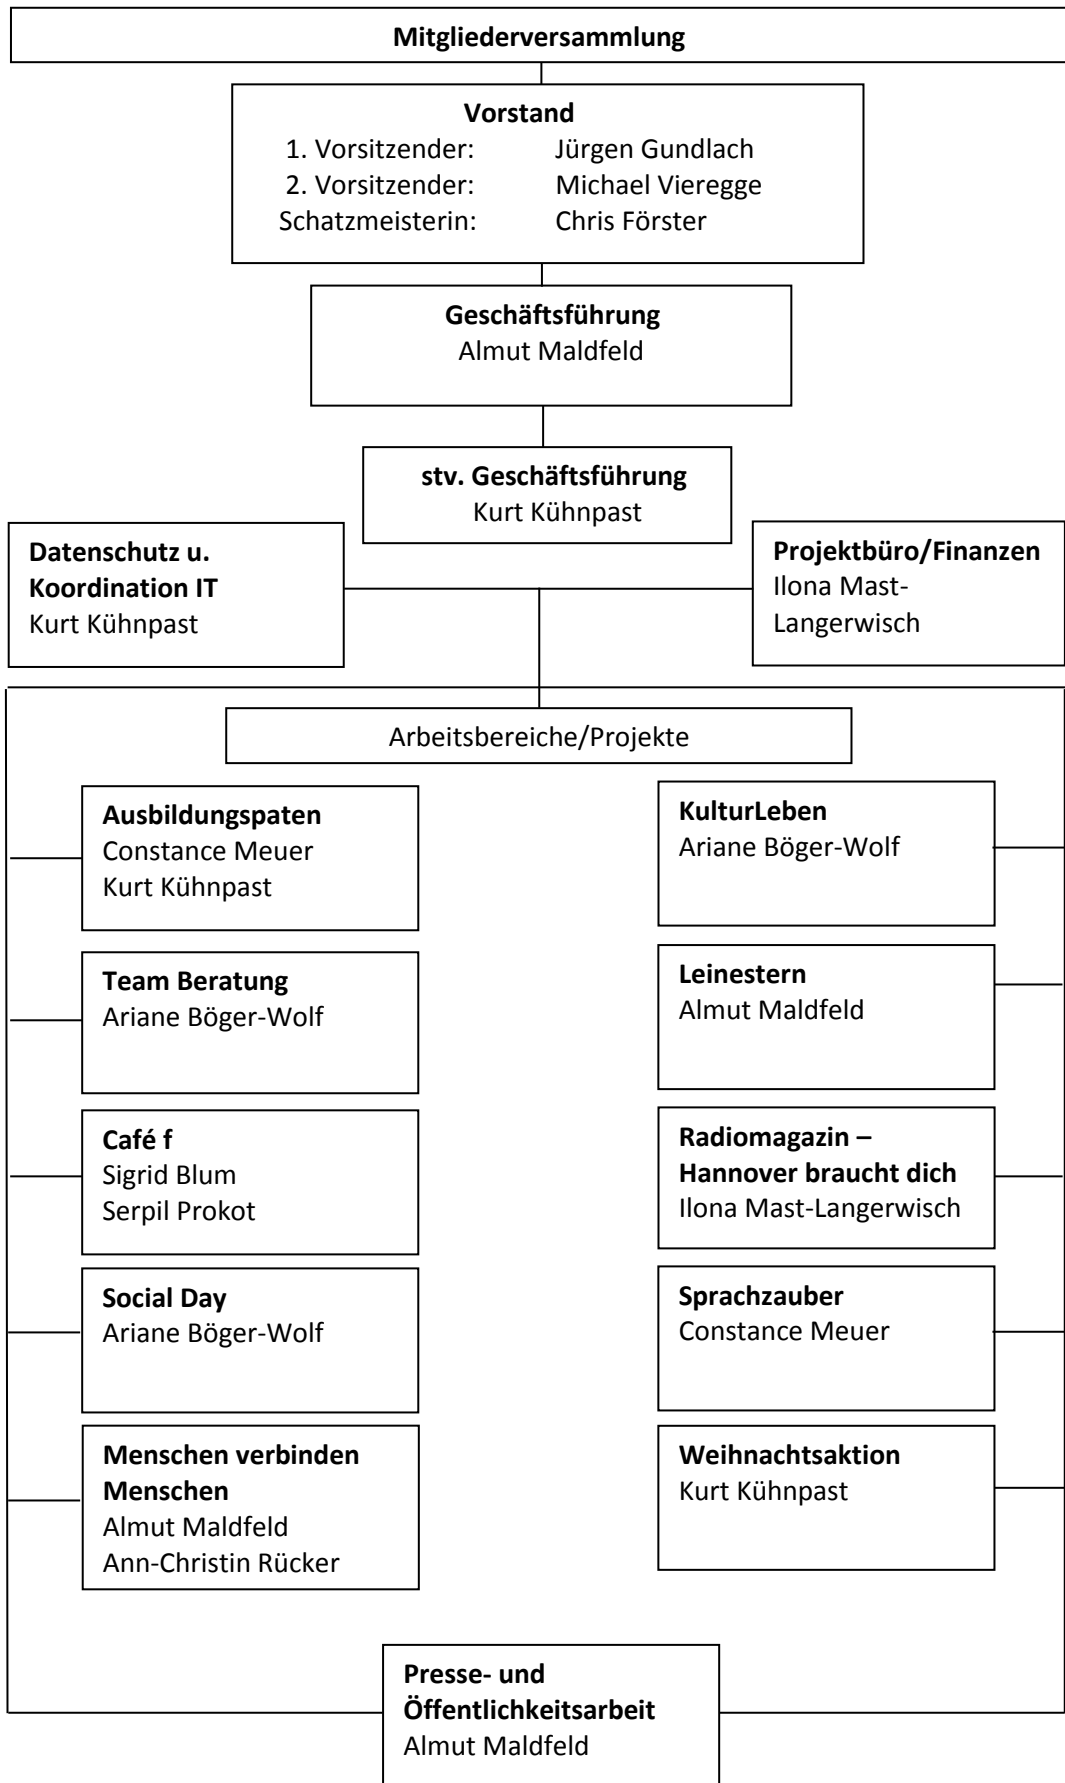 Mitgliederversammlung
Vorstand
1. Vorsitzender: Jürgen Gundlach
2. Vorsitzender: Michael Vieregge
Schatzmeisterin: Chris Förster
Geschäftsführung
Almut Maldfeld
stv. Geschäftsführung
Kurt Kühnpast
Datenschutz u.
Koordination IT
Kurt Kühnpast
Projektbüro/Finanzen
Ilona Mast-
Langerwisch
Arbeitsbereiche/Projekte
Ausbildungspaten
Constance Meuer
Kurt Kühnpast
Team Beratung
Ariane Böger-Wolf
Café f
Sigrid Blum
Serpil Prokot
Social Day
Ariane Böger-Wolf
Menschen verbinden
Menschen
Almut Maldfeld
Ann-Christin Rücker
KulturLeben
Ariane Böger-Wolf
Leinestern
Almut Maldfeld
Radiomagazin –
Hannover braucht dich
Ilona Mast-Langerwisch
Sprachzauber
Constance Meuer
Weihnachtsaktion
Kurt Kühnpast
Presse- und
Öffentlichkeitsarbeit
Almut Maldfeld